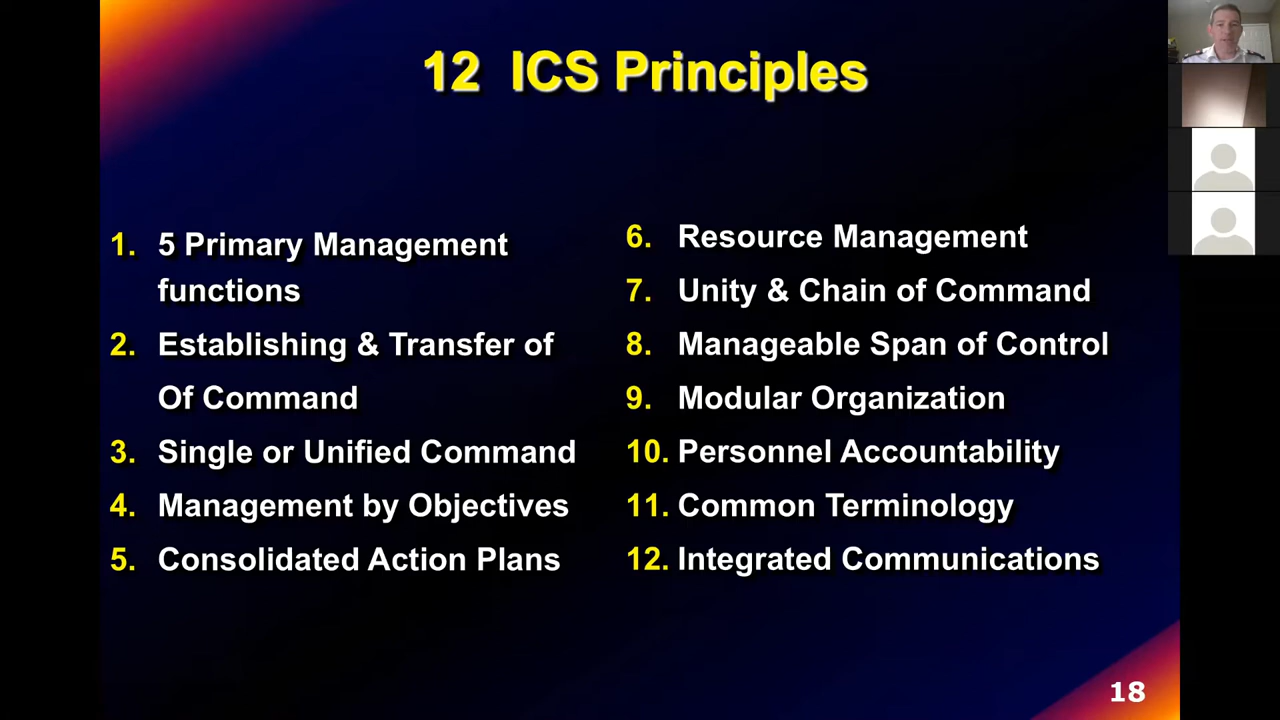 12 ICS Principles
1. 5 Primary Management
functions
2. Establishing & Transfer of
Of Command
3. Single or Unified Command
4. Management by Objectives
5. Consolidated Action Plans
6. Resource Management
7. Unity & Chain of Command
8. Manageable Span of Control
9. Modular Organization
10. Personnel Accountability
11. Common Terminology
12. Integrated Communications
18